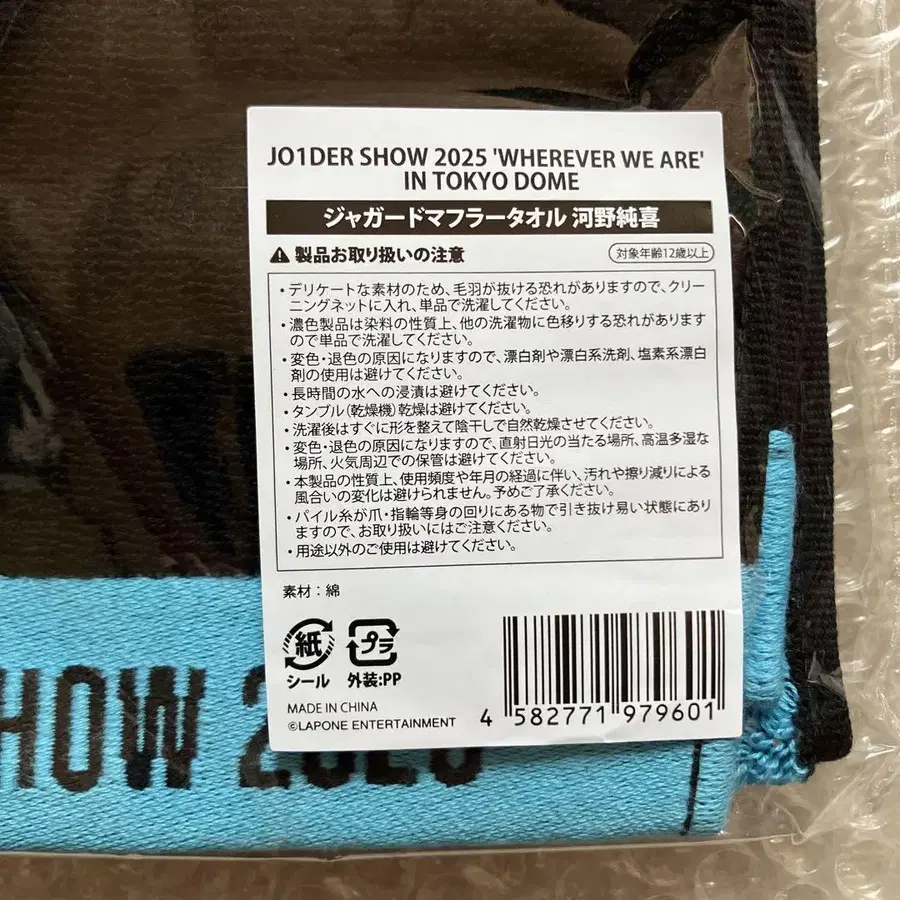 JO1DER SHOW 2025 'WHEREVER WE ARE'
IN TOKYO DOME
ジャガードマフラータオル 河野純喜
製品お取り扱いの注意
対象年齢12歳以上
・デリケートな素材のため、毛羽が抜ける恐れがありますので、クリー
ニングネットに入れ、単品で洗濯してください。
・濃色製品は染料の性質上、他の洗濯物に色移りする恐れがあります
ので単品で洗濯してください。
・変色・退色の原因になりますので、漂白剤や漂白系洗剤、塩素系漂白
剤の使用は避けてください。
・長時間の水への浸漬は避けてください。
・タンブル(乾燥機)乾燥は避けてください。
・洗濯後はすぐに形を整えて陰干しで自然乾燥させてください。
・変色・退色の原因になりますので、直射日光の当たる場所、高温多湿な
場所、火気周辺での保管は避けてください。
・本製品の性質上、使用頻度や年月の経過に伴い、汚れや擦り減りによる
風合いの変化は避けられません。予めご了承ください。
・パイル糸が爪・指輪等身の回りにある物で引き抜け易い状態にあり
ますので、お取り扱いにはご注意ください。
・用途以外のご使用は避けてください。
素材:綿
紙
シール
プラ
外装:PP
MADE IN CHINA
©LAPONE ENTERTAINMENT
4 582771 979601
SHOW 2025